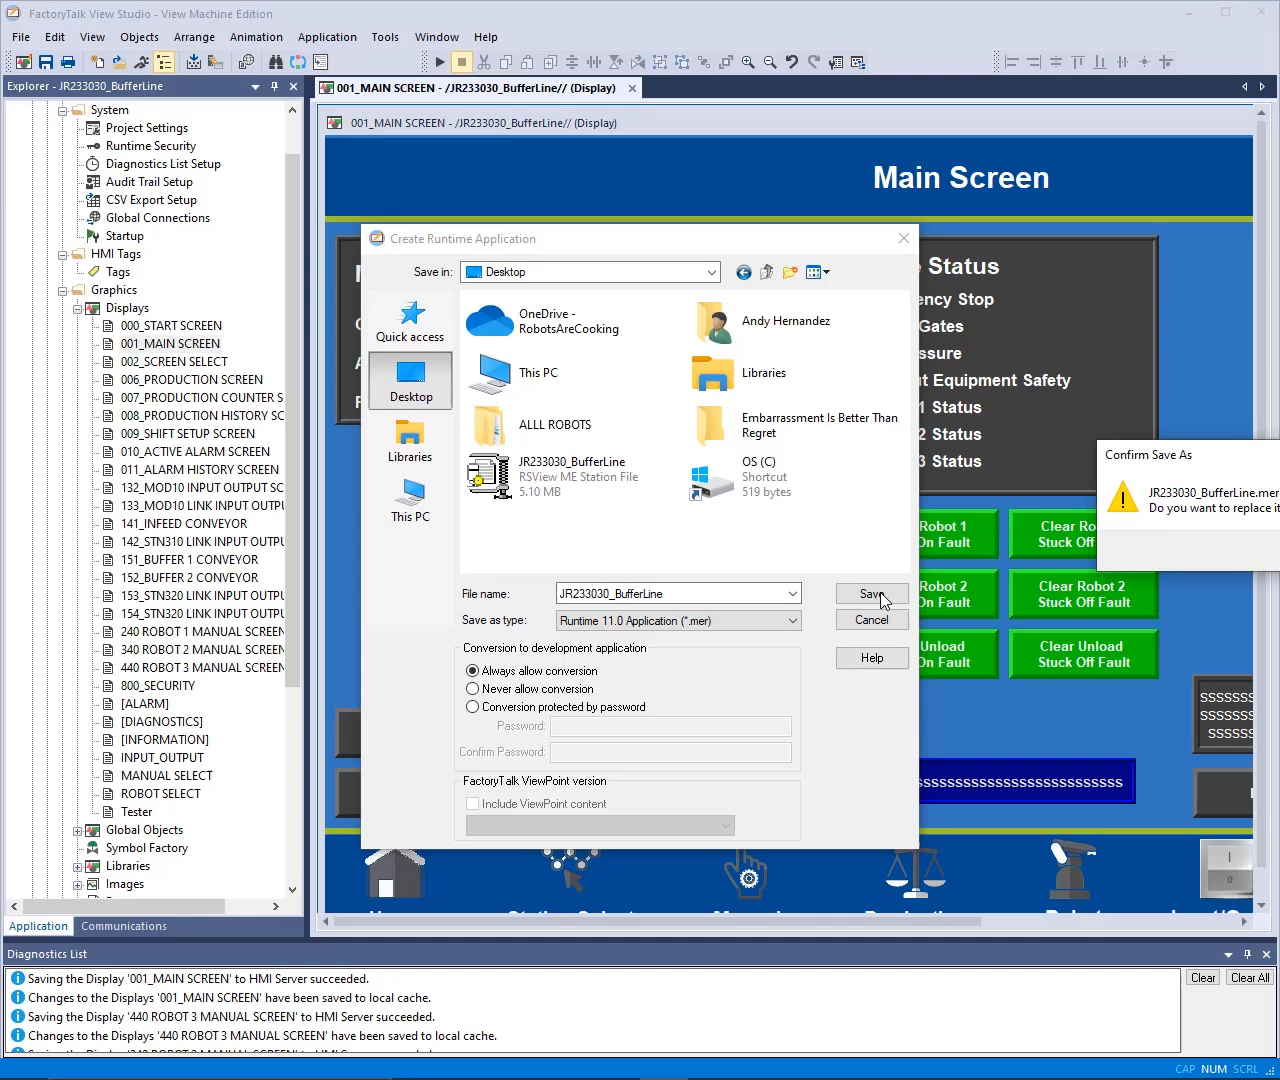 FactoryTalk View Studio - View Machine Edition
File Edit View Objects Arrange Animation Application Tools Window Help
Explorer - JR233030_BufferLine
System
Project Settings
Runtime Security
Diagnostics List Setup
Audit Trail Setup
CSV Export Setup
Global Connections
Startup
HMI Tags
Tags
Graphics
Displays
000_START SCREEN
001_MAIN SCREEN
002_SCREEN SELECT
006_PRODUCTION SCREEN
007_PRODUCTION COUNTER S
008_PRODUCTION HISTORY SC
009_SHIFT SETUP SCREEN
010_ACTIVE ALARM SCREEN
011_ALARM HISTORY SCREEN
132_MOD10 INPUT OUTPUT SC
133_MOD10 LINK INPUT OUTPU
141_INFEED CONVEYOR
142_STN310 LINK INPUT OUTPU
151_BUFFER 1 CONVEYOR
152_BUFFER 2 CONVEYOR
153_STN320 LINK INPUT OUTPU
154_STN320 LINK INPUT OUTPU
240 ROBOT 1 MANUAL SCREEN
340 ROBOT 2 MANUAL SCREEN
440 ROBOT 3 MANUAL SCREEN
800_SECURITY
[ALARM]
[DIAGNOSTICS]
[INFORMATION]
INPUT_OUTPUT
MANUAL SELECT
ROBOT SELECT
Tester
Global Objects
Symbol Factory
Libraries
Images
Application Communications
001_MAIN SCREEN - /JR233030_BufferLine// (Display)
001_MAIN SCREEN - /JR233030_BufferLine// (Display)
Main Screen
Create Runtime Application
Save in: Desktop
Quick access
Desktop
Libraries
This PC
OneDrive -
RobotsAreCooking
Andy Hernandez
This PC
Libraries
ALLL ROBOTS
Embarrassment Is Better Than
Regret
JR233030_BufferLine
RSView ME Station File
5.10 MB
OS (C)
Shortcut
519 bytes
File name: JR233030_BufferLine Save
Save as type: Runtime 11.0 Application (*.mer) Cancel
Help
Conversion to development application
Always allow conversion
Never allow conversion
Conversion protected by password
Password:
Confirm Password:
FactoryTalk ViewPoint version
Include ViewPoint content
Status
ency Stop
Gates
ssure
t Equipment Safety
1 Status
2 Status
3 Status
Confirm Save As
JR233030_BufferLine.mer
Do you want to replace it
Robot 1
On Fault
Clear Ro
Stuck Off
Robot 2
On Fault
Clear Robot 2
Stuck Off Fault
Unload
On Fault
Clear Unload
Stuck Off Fault
SSSSSSS
SSSSSSS
SSSSSS
SSSSSSSSSSSSSSSSSSSSSSSSS
Diagnostics List
Saving the Display '001_MAIN SCREEN' to HMI Server succeeded.
Changes to the Displays '001_MAIN SCREEN' have been saved to local cache.
Saving the Display '440 ROBOT 3 MANUAL SCREEN' to HMI Server succeeded.
Changes to the Displays '440 ROBOT 3 MANUAL SCREEN' have been saved to local cache.
Clear Clear All
CAP NUM SCRL